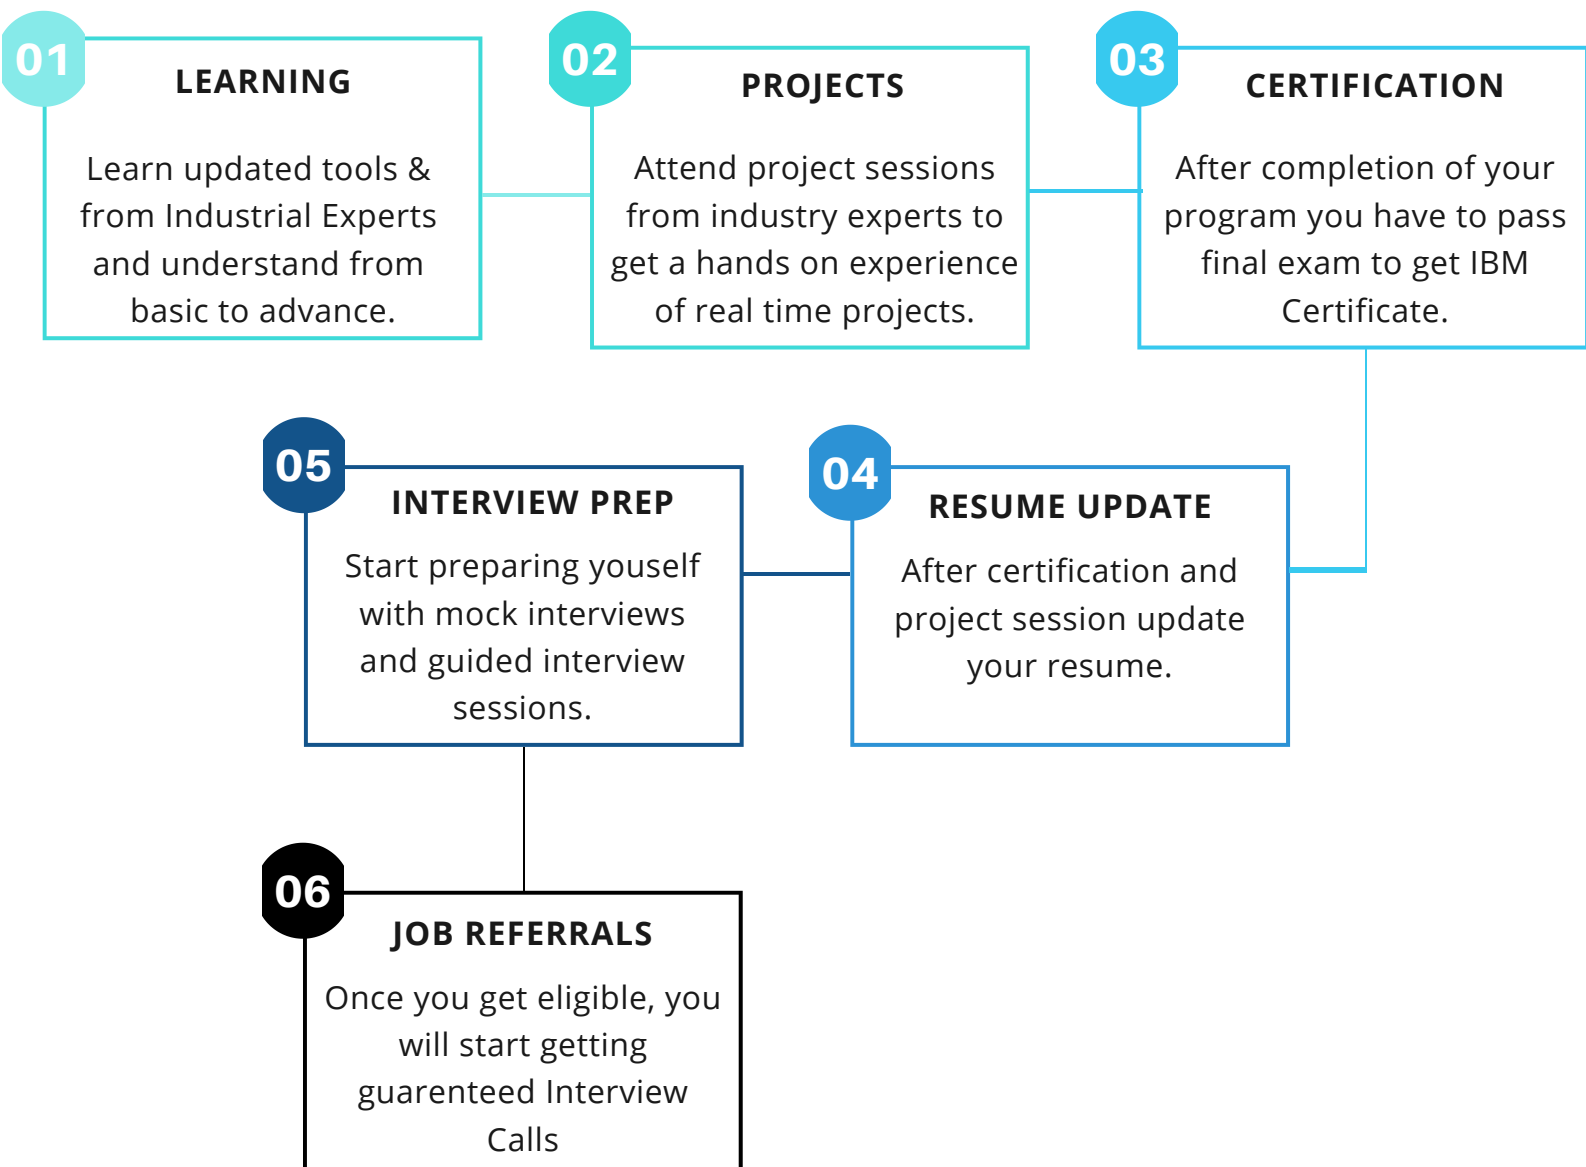 01
LEARNING
Learn updated tools &
from Industrial Experts
and understand from
basic to advance.
02
PROJECTS
Attend project sessions
from industry experts to
get a hands on experience
of real time projects.
03
CERTIFICATION
After completion of your
program you have to pass
final exam to get IBM
Certificate.
04
RESUME UPDATE
After certification and
project session update
your resume.
05
INTERVIEW PREP
Start preparing youself
with mock interviews
and guided interview
sessions.
06
JOB REFERRALS
Once you get eligible, you
will start getting
guarenteed Interview
Calls